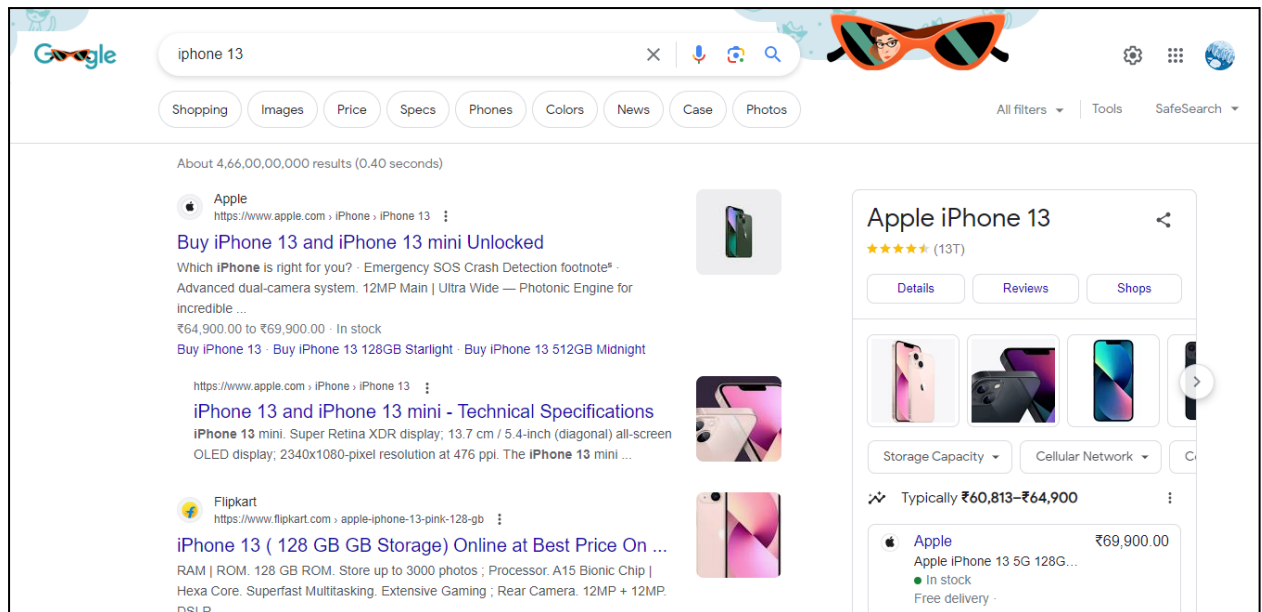 Google
iphone 13
Shopping
Images
Price
Specs
Phones
Colors
News
Case
Photos
All filters
Tools
SafeSearch
About 4,66,00,00,000 results (0.40 seconds)
Apple
https://www.apple.com › iPhone › iPhone 13
Buy iPhone 13 and iPhone 13 mini Unlocked
Which iPhone is right for you? · Emergency SOS Crash Detection footnote⁶ ·
Advanced dual-camera system. 12MP Main | Ultra Wide — Photonic Engine for
incredible ...
₹64,900.00 to ₹69,900.00 · In stock
Buy iPhone 13 · Buy iPhone 13 128GB Starlight · Buy iPhone 13 512GB Midnight
https://www.apple.com › iPhone › iPhone 13
iPhone 13 and iPhone 13 mini - Technical Specifications
iPhone 13 mini. Super Retina XDR display; 13.7 cm / 5.4-inch (diagonal) all-screen
OLED display; 2340x1080-pixel resolution at 476 ppi. The iPhone 13 mini ...
Flipkart
https://www.flipkart.com › apple-iphone-13-pink-128-gb
iPhone 13 ( 128 GB GB Storage) Online at Best Price On ...
RAM | ROM. 128 GB ROM. Store up to 3000 photos ; Processor. A15 Bionic Chip |
Hexa Core. Superfast Multitasking. Extensive Gaming ; Rear Camera. 12MP + 12MP.
DSLR
Apple iPhone 13
(13T)
Details
Reviews
Shops
Storage Capacity
Cellular Network
Typically ₹60,813–₹64,900
Apple
₹69,900.00
Apple iPhone 13 5G 128G...
In stock
Free delivery ·